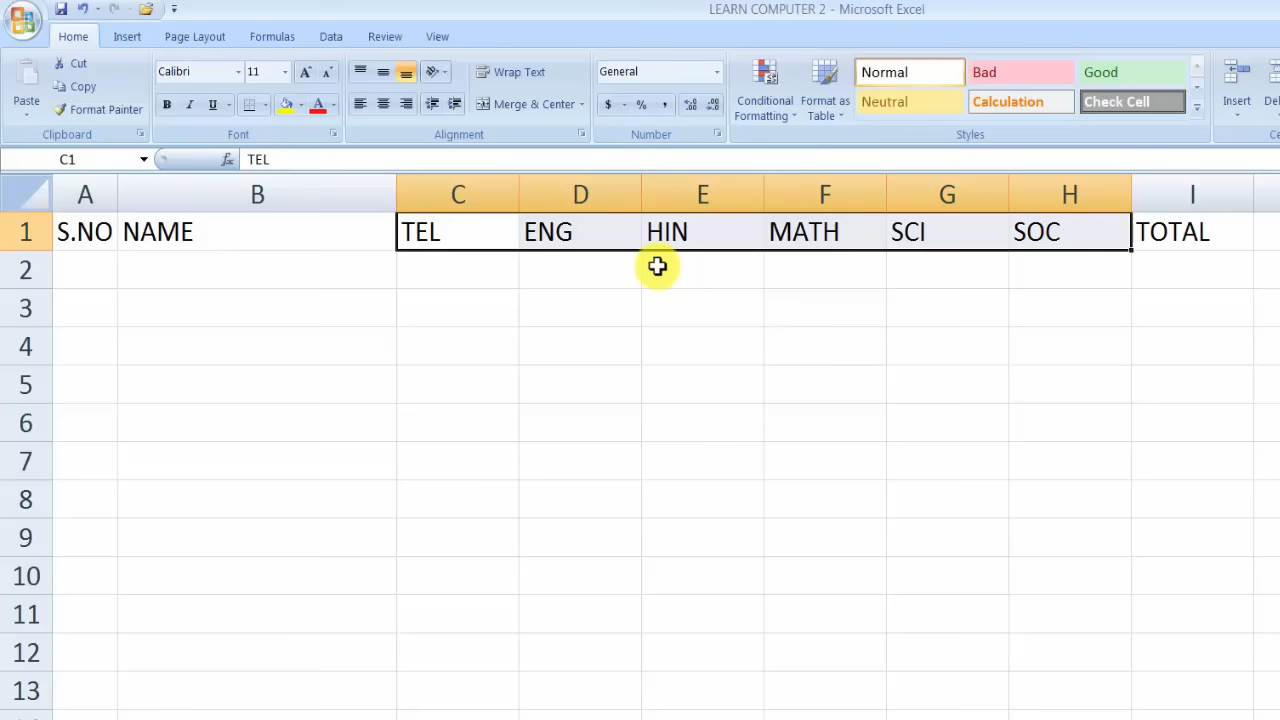 LEARN COMPUTER 2 - Microsoft Excel
Home Insert Page Layout Formulas Data Review View
Cut
Copy
Format Painter
Paste
Clipboard
Calibri 11 A A
B I U A
Font
Wrap Text
Merge & Center
Alignment
General
$ % ,
Number
Conditional Formatting
Format as Table
Normal Bad Good
Neutral Calculation Check Cell
Styles
Insert
C1 fx TEL
A B C D E F G H I
1 S.NO NAME TEL ENG HIN MATH SCI SOC TOTAL
2
3
4
5
6
7
8
9
10
11
12
13